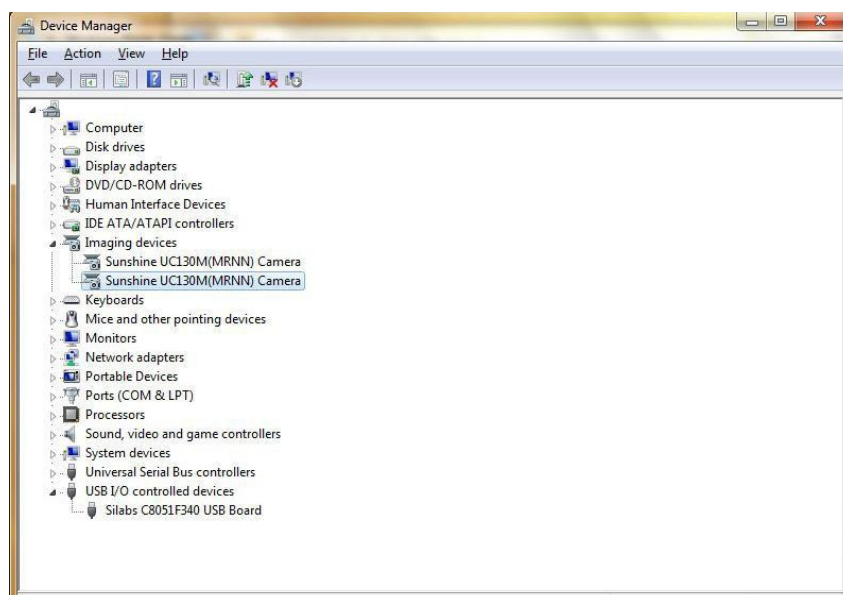 Device Manager
File Action View Help
Computer
Disk drives
Display adapters
DVD/CD-ROM drives
Human Interface Devices
IDE ATA/ATAPI controllers
Imaging devices
Sunshine UC130M(MRNN) Camera
Sunshine UC130M(MRNN) Camera
Keyboards
Mice and other pointing devices
Monitors
Network adapters
Portable Devices
Ports (COM & LPT)
Processors
Sound, video and game controllers
System devices
Universal Serial Bus controllers
USB I/O controlled devices
Silabs C8051F340 USB Board